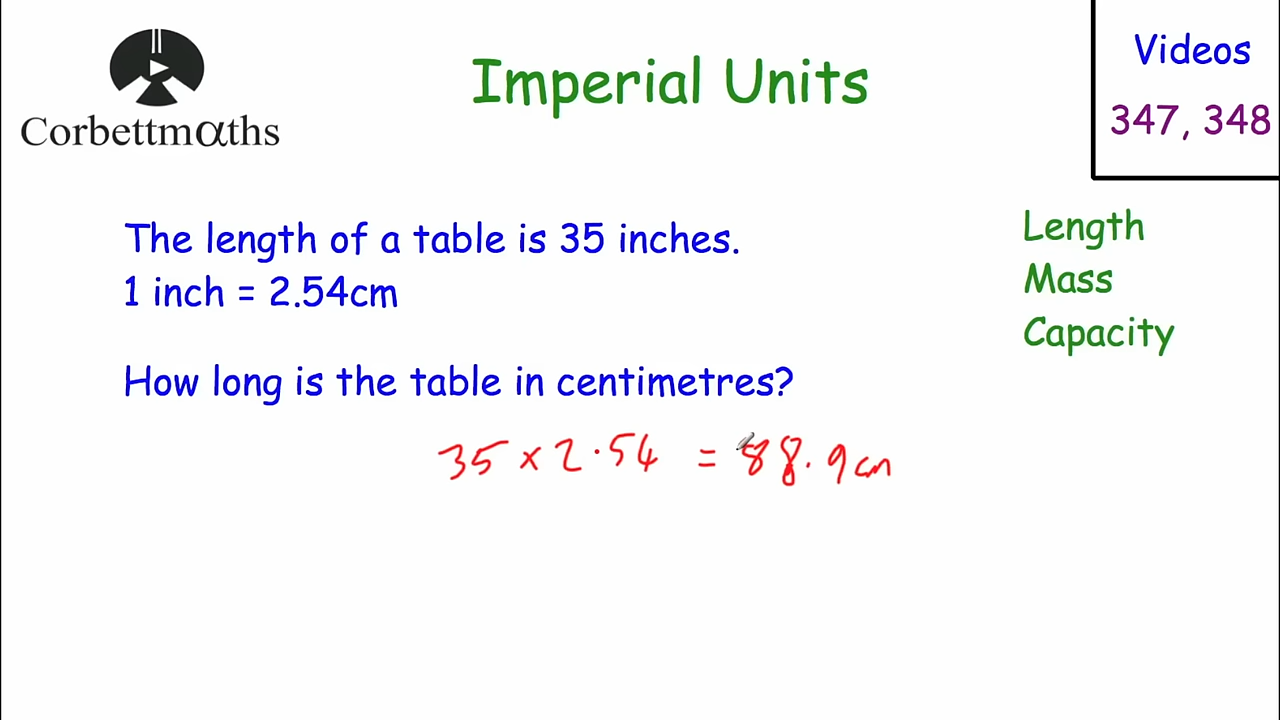 Corbettmαths
Imperial Units
Videos
347, 348
The length of a table is 35 inches.
1 inch = 2.54cm
How long is the table in centimetres?
35 × 2·54 = 88.9cm
Length
Mass
Capacity